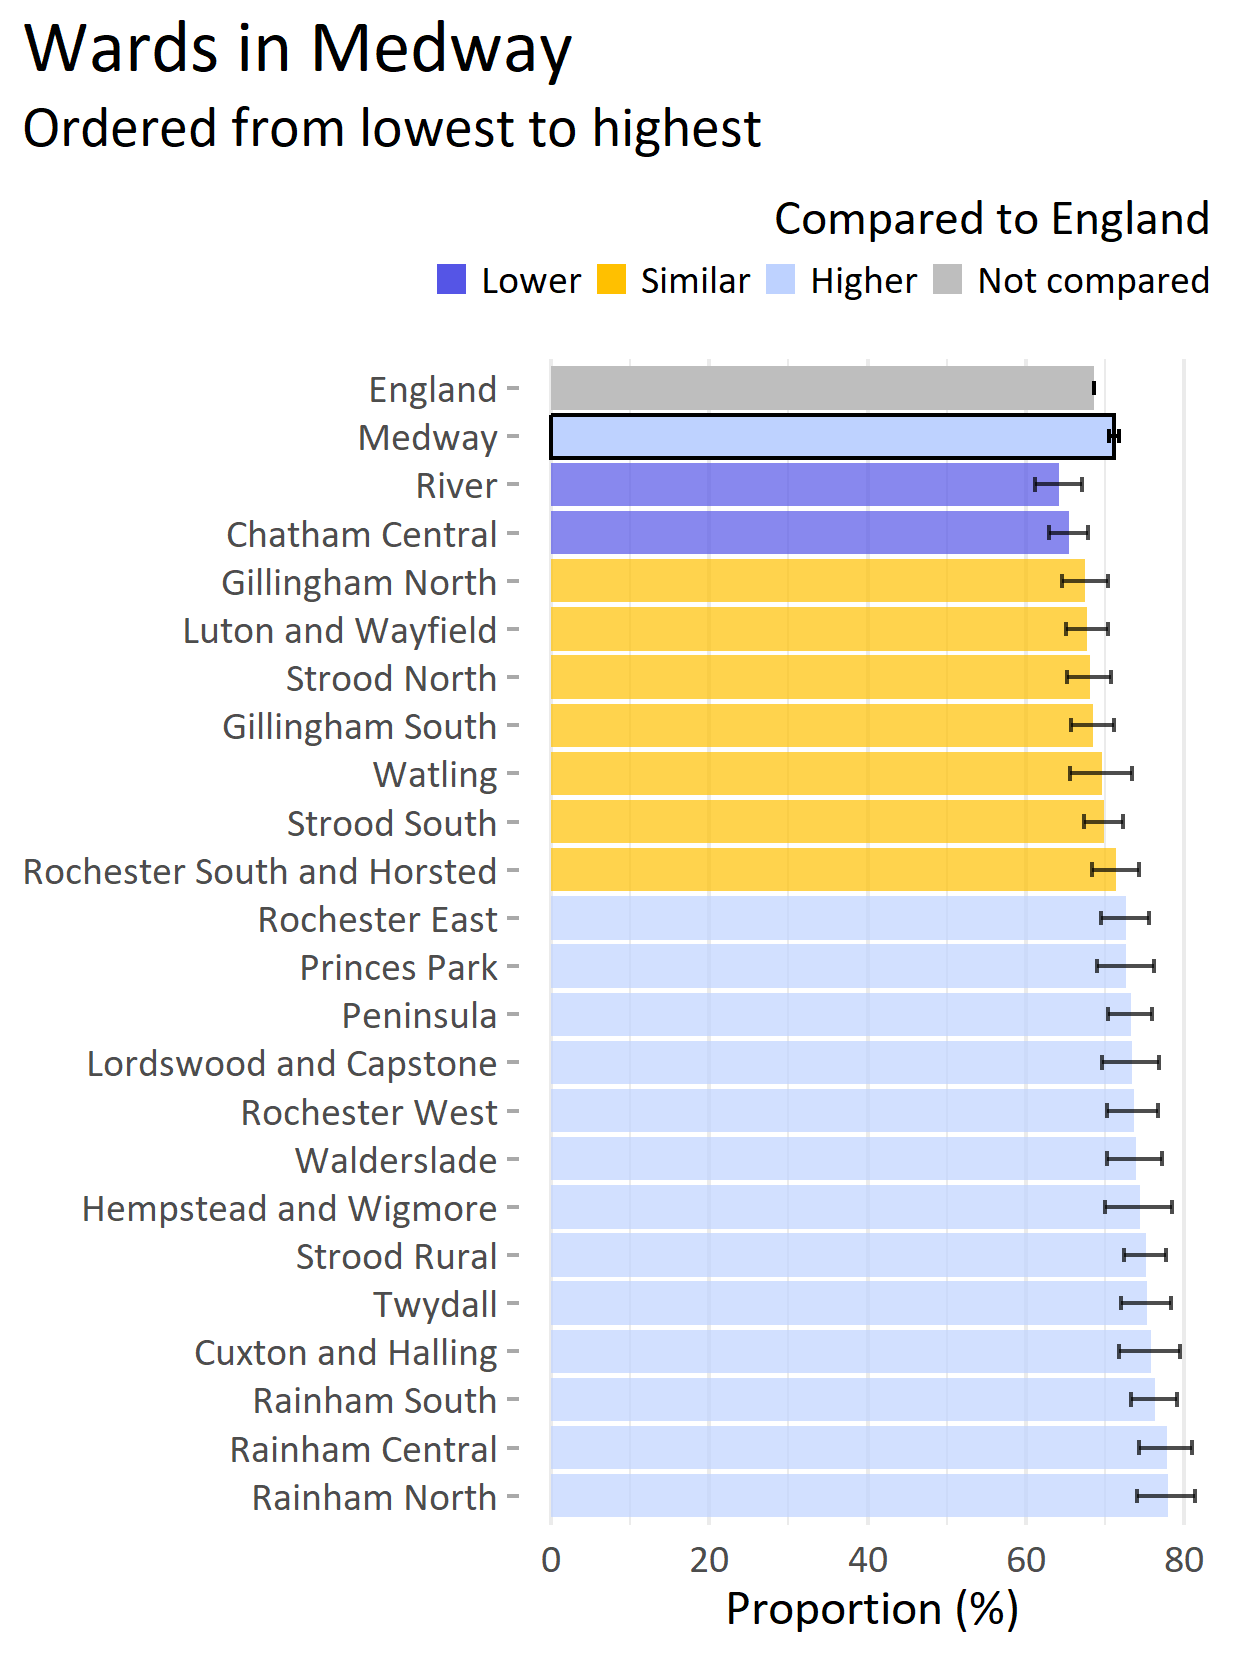 Wards in Medway
Ordered from lowest to highest
Compared to England
Lower Similar Higher Not compared
England
Medway
River
Chatham Central
Gillingham North
Luton and Wayfield
Strood North
Gillingham South
Watling
Strood South
Rochester South and Horsted
Rochester East
Princes Park
Peninsula
Lordswood and Capstone
Rochester West
Walderslade
Hempstead and Wigmore
Strood Rural
Twydall
Cuxton and Halling
Rainham South
Rainham Central
Rainham North
0 20 40 60 80
Proportion (%)